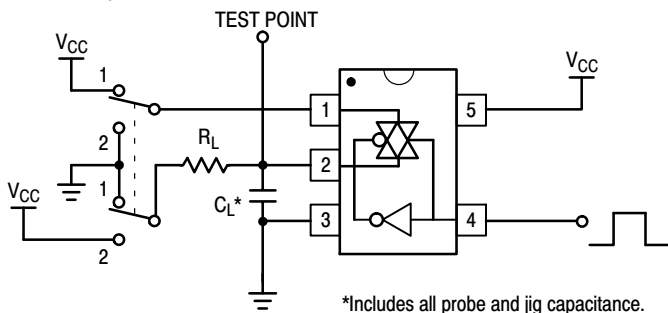 TEST POINT
VCC
1
2
1
2
VCC
RL
CL*
1
2
3
5
4
VCC
*Includes all probe and jig capacitance.